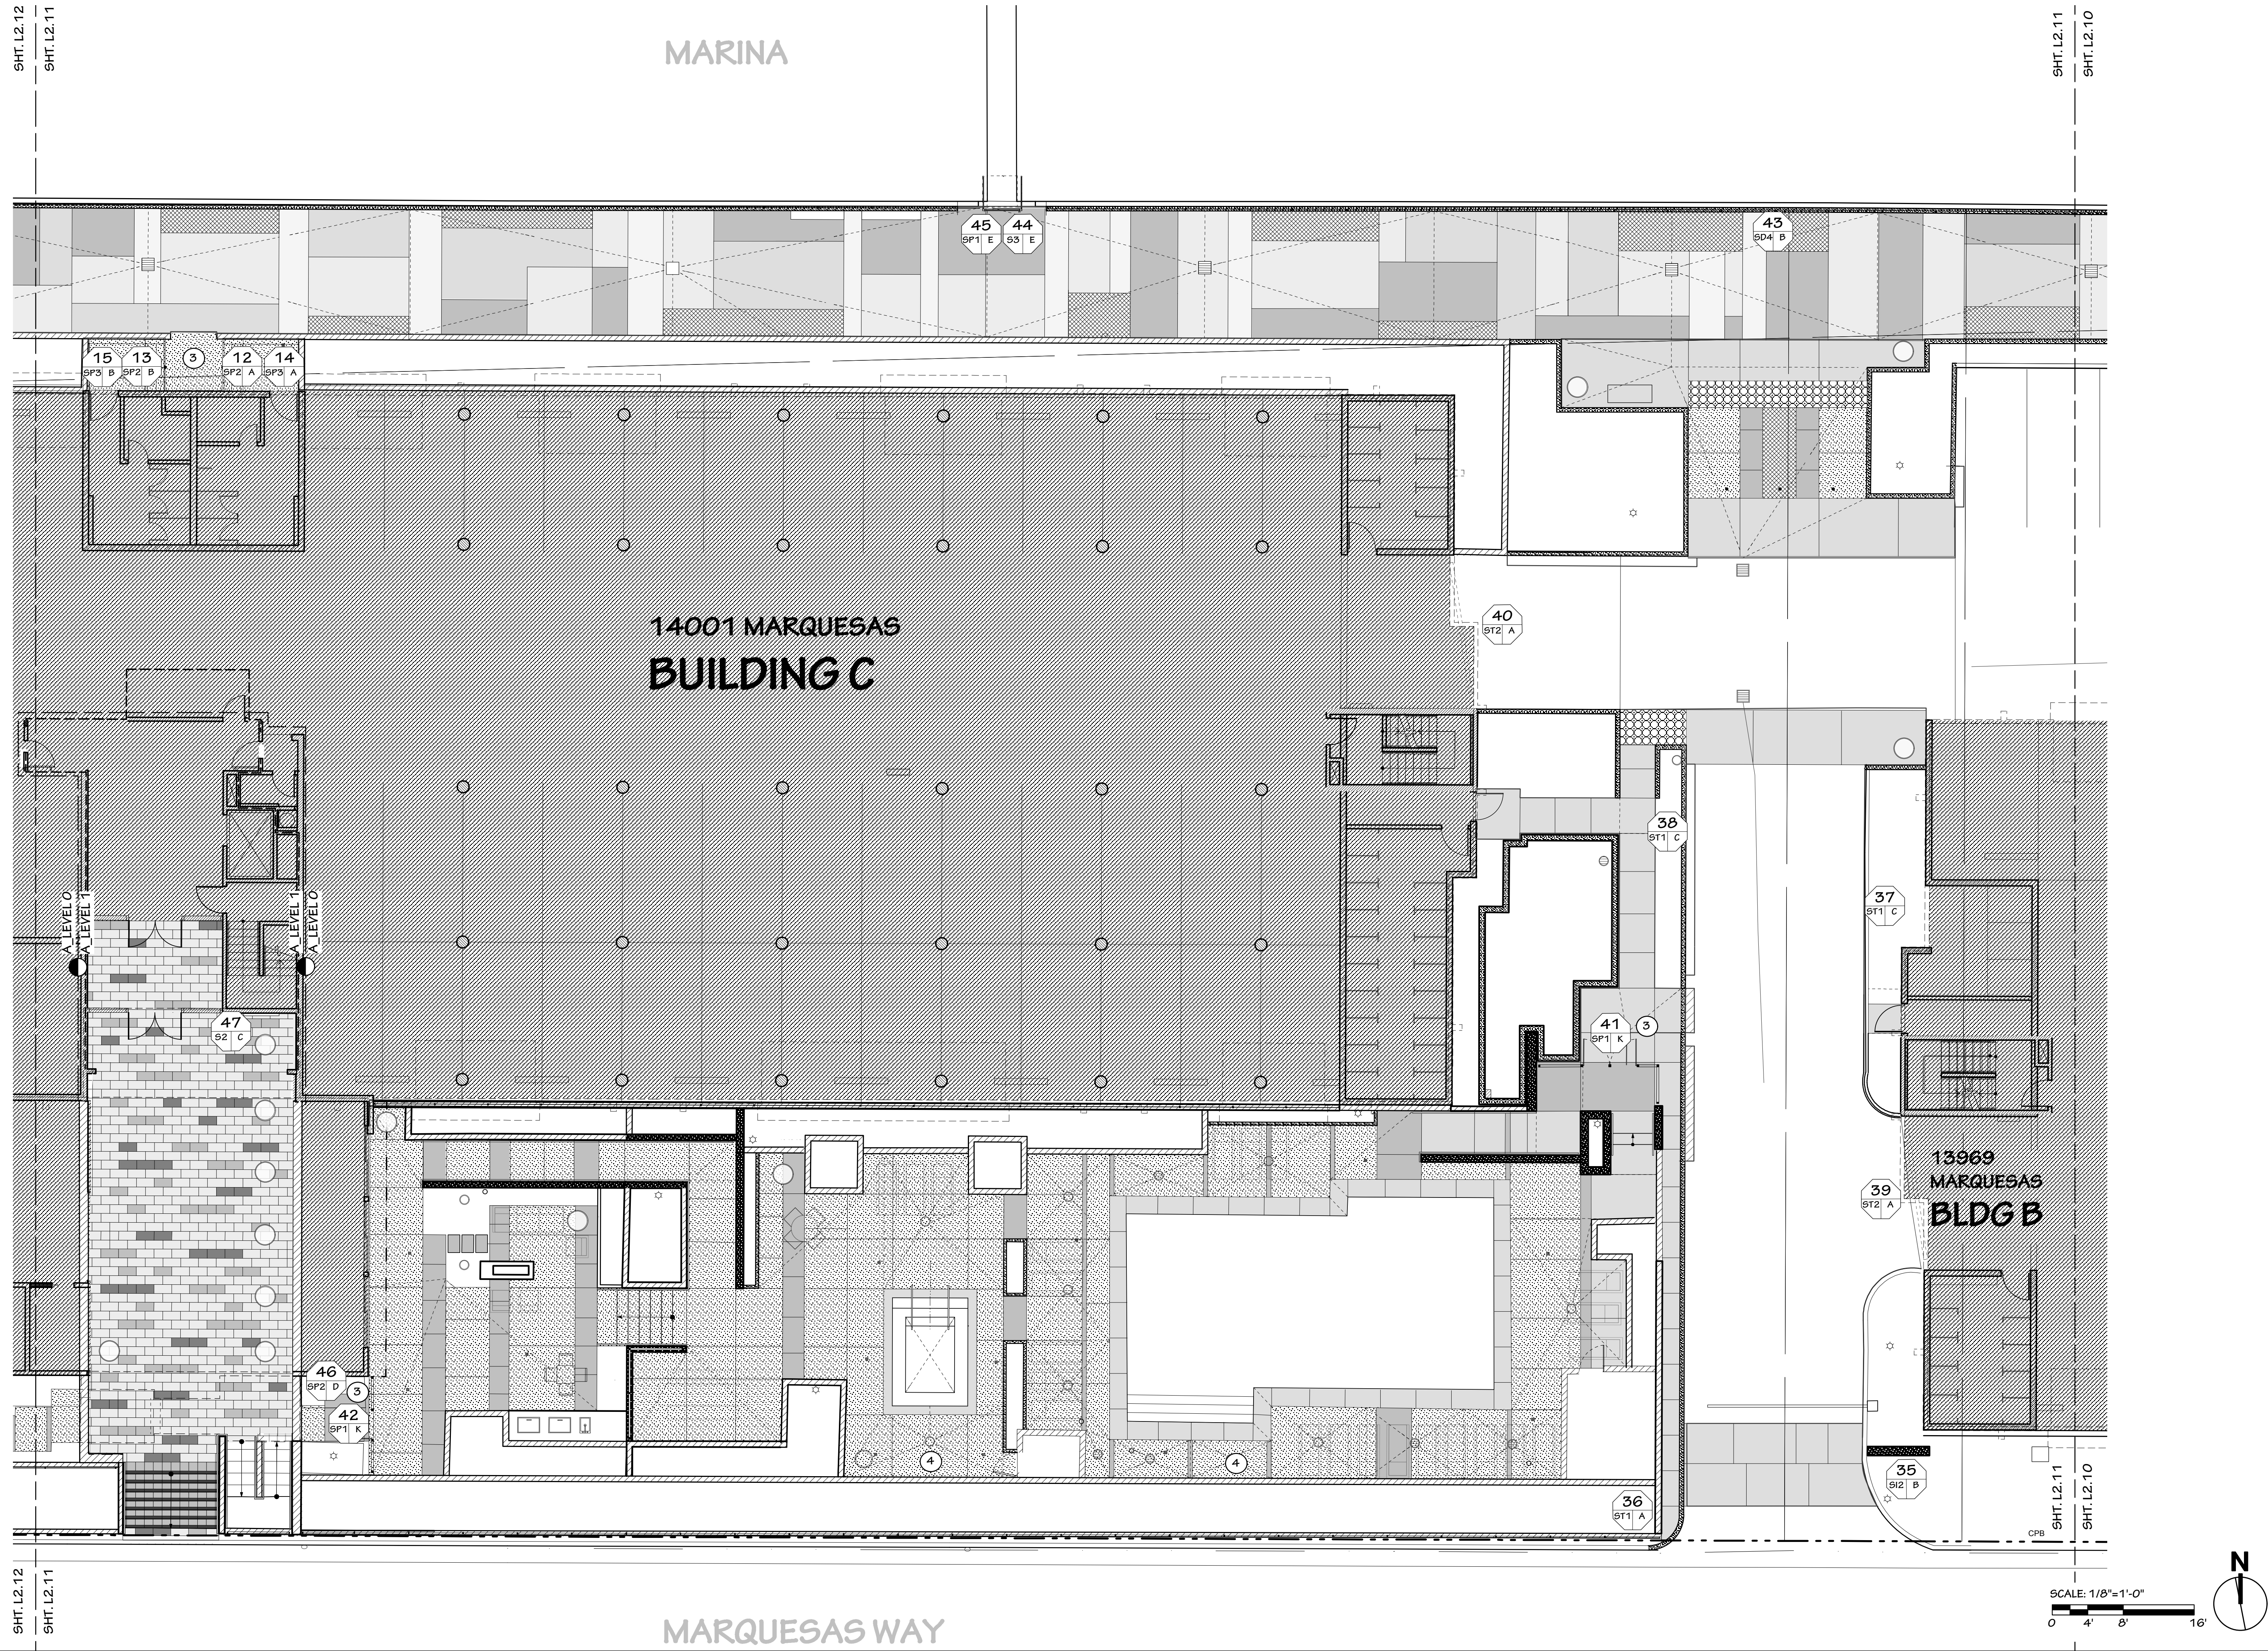 SHT. L2.12
SHT. L2.11
MARINA
SHT. L2.11
SHT. L2.10
45
SP1 E
44
S3 E
43
SD4 B
15
SP3 B
13
SP2 B
3
12
SP2 A
14
SP3 A
14001 MARQUESAS
BUILDING C
40
ST2 A
38
ST1 C
37
ST1 C
A_LEVEL 0
A_LEVEL 1
A_LEVEL 1
A_LEVEL 0
47
S2 C
41
SP1 K
3
13969
MARQUESAS
BLDG B
39
ST2 A
46
SP2 D
3
42
SP1 K
4
4
35
SI2 B
36
ST1 A
CPB
SHT. L2.11
SHT. L2.10
SHT. L2.12
SHT. L2.11
MARQUESAS WAY
N
SCALE: 1/8"=1'-0"
0 4' 8' 16'